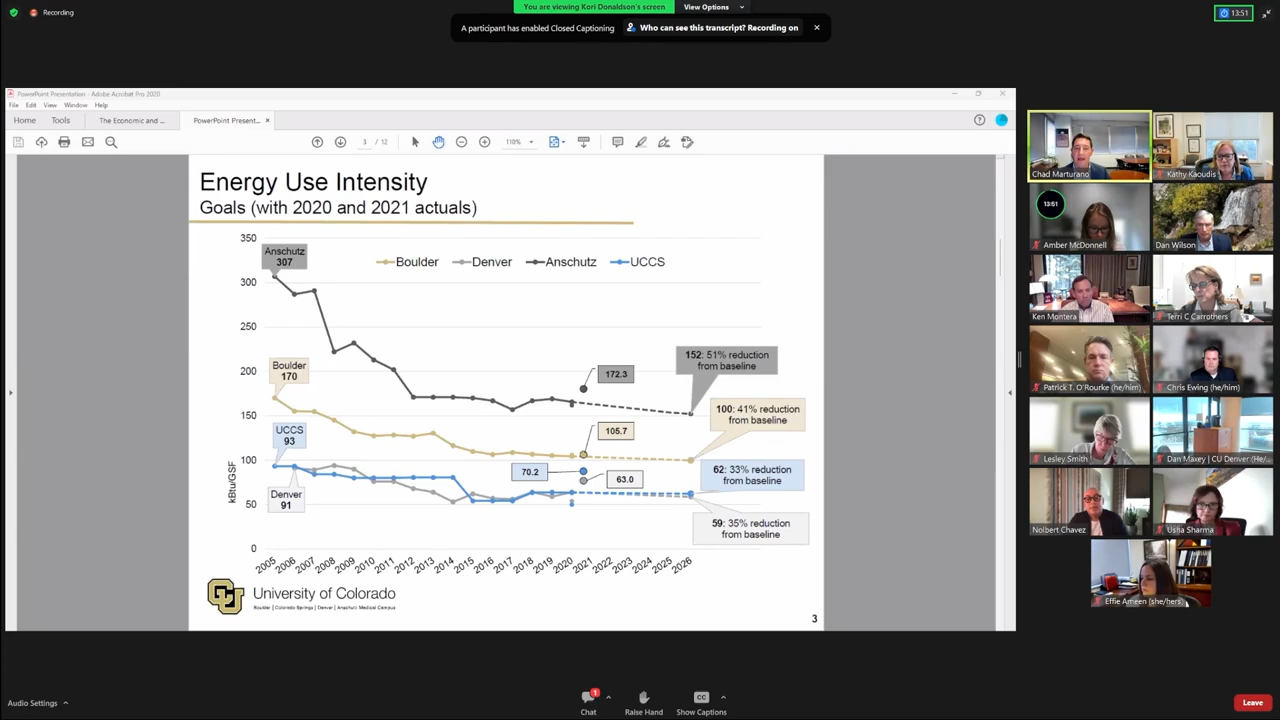 Recording
You are viewing Kori Donaldson's screen
View Options
13:51
A participant has enabled Closed Captioning
Who can see this transcript? Recording on
PowerPoint Presentation - Adobe Acrobat Pro 2020
File Edit View Window Help
Home Tools The Economic and ... PowerPoint Present...
3 / 12
110%
Energy Use Intensity
Goals (with 2020 and 2021 actuals)
350
300
250
200
150
100
50
0
kBtu/GSF
Boulder Denver Anschutz UCCS
Anschutz
307
Boulder
170
UCCS
93
Denver
91
172.3
105.7
70.2
63.0
152: 51% reduction
from baseline
100: 41% reduction
from baseline
62: 33% reduction
from baseline
59: 35% reduction
from baseline
2005 2006 2007 2008 2009 2010 2011 2012 2013 2014 2015 2016 2017 2018 2019 2020 2021 2022 2023 2024 2025 2026
CU
University of Colorado
Boulder | Colorado Springs | Denver | Anschutz Medical Campus
3
Chad Marturano
Kathy Kaoudis
13:51
Amber McDonnell
Dan Wilson
Ken Montera
Terri C Carrothers
Patrick T. O'Rourke (he/him)
Chris Ewing (he/him)
Lesley Smith
Dan Maxey | CU Denver (He/...
Nolbert Chavez
Usha Sharma
Effie Ameen (she/hers)
Audio Settings
1
Chat
Raise Hand
CC
Show Captions
Leave